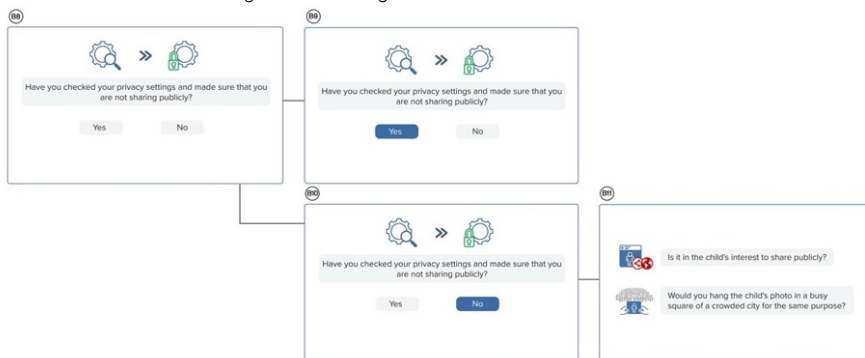 B8
Have you checked your privacy settings and made sure that you
are not sharing publicly?
Yes
No
B9
Have you checked your privacy settings and made sure that you
are not sharing publicly?
Yes
No
B10
Have you checked your privacy settings and made sure that you
are not sharing publicly?
Yes
No
B11
Is it in the child's interest to share publicly?
Would you hang the child's photo in a busy
square of a crowded city for the same purpose?